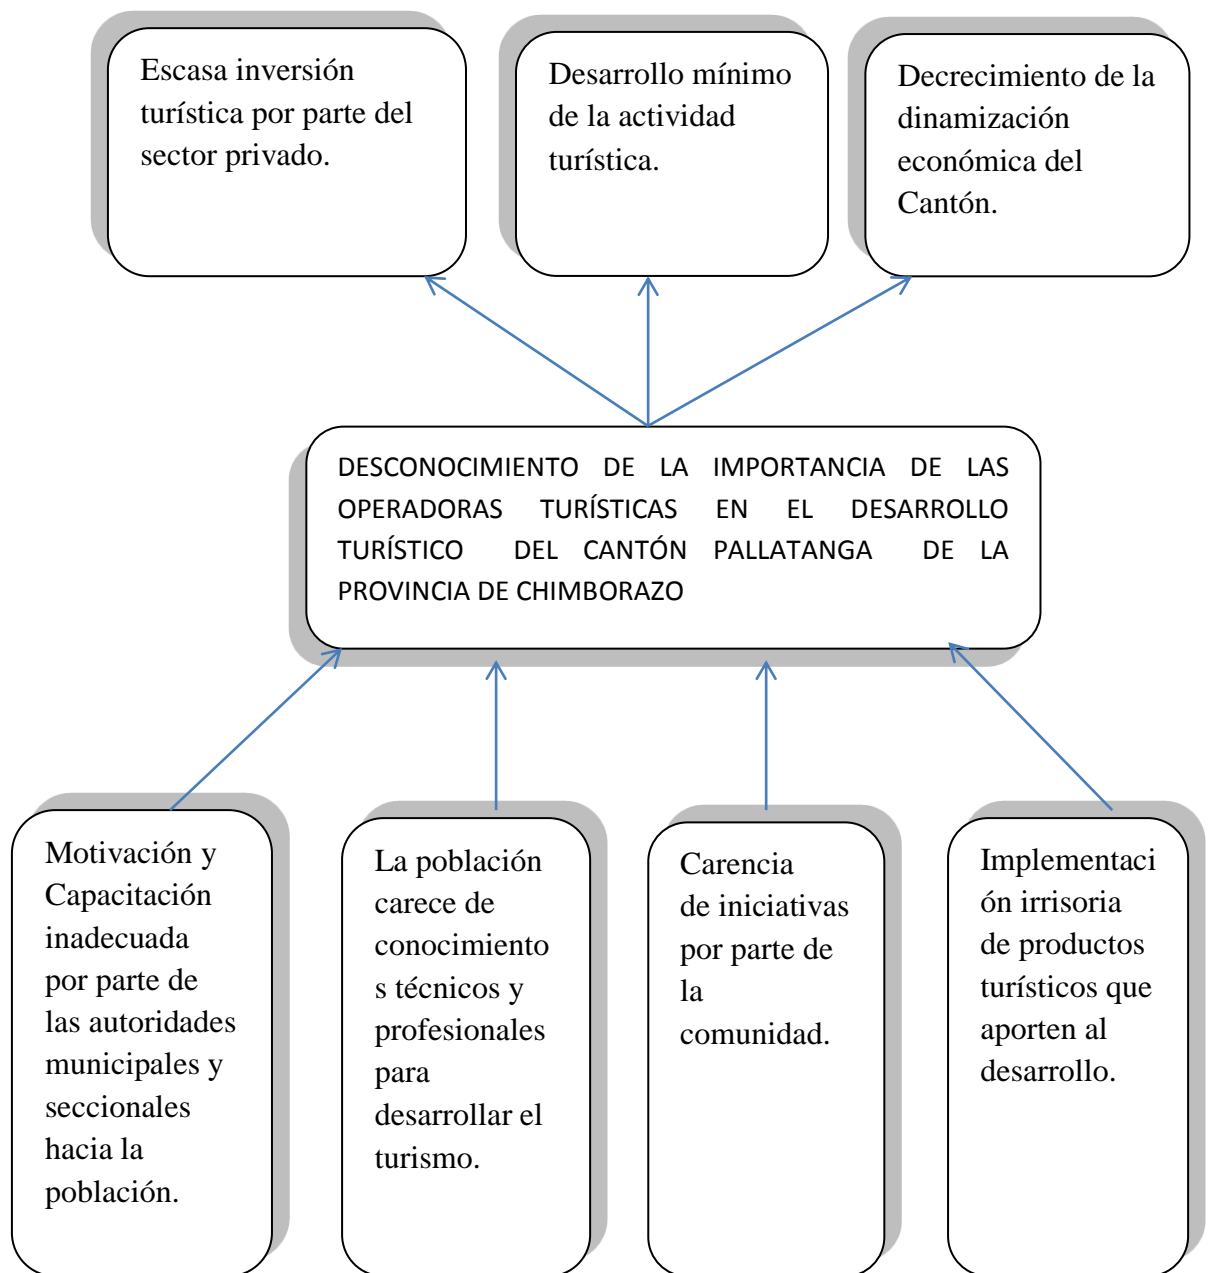 Escasa inversión
turística por parte del
sector privado.
Desarrollo mínimo
de la actividad
turística.
Decrecimiento de la
dinamización
económica del
Cantón.
DESCONOCIMIENTO DE LA IMPORTANCIA DE LAS
OPERADORAS TURÍSTICAS EN EL DESARROLLO
TURÍSTICO DEL CANTÓN PALLATANGA DE LA
PROVINCIA DE CHIMBORAZO
Motivación y
Capacitación
inadecuada
por parte de
las autoridades
municipales y
seccionales
hacia la
población.
La población
carece de
conocimiento
s técnicos y
profesionales
para
desarrollar el
turismo.
Carencia
de iniciativas
por parte de
la
comunidad.
Implementaci
ón irrisoria
de productos
turísticos que
aporten al
desarrollo.